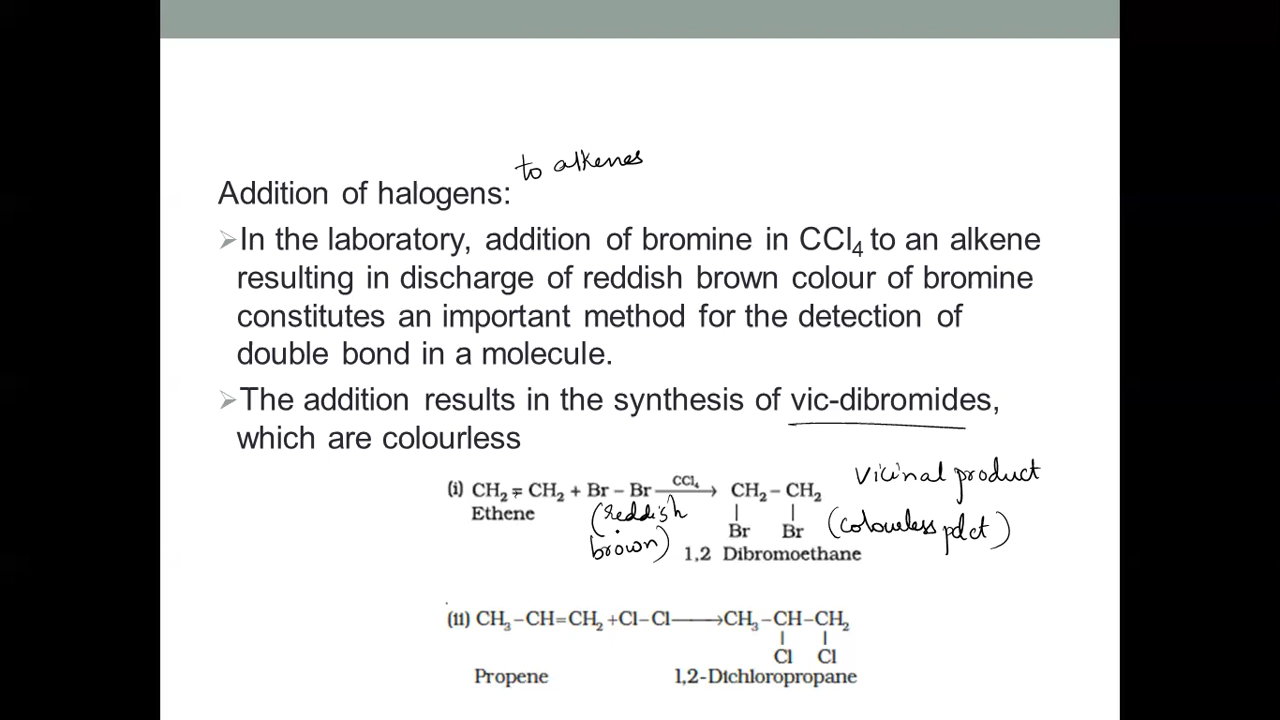 to alkenes
Addition of halogens:
➢In the laboratory, addition of bromine in CCl₄ to an alkene
resulting in discharge of reddish brown colour of bromine
constitutes an important method for the detection of
double bond in a molecule.
➢The addition results in the synthesis of vic-dibromides,
which are colourless
(i) CH₂ = CH₂ + Br – Br —CCl₄→ CH₂ – CH₂ Vicinal product
Ethene (reddish | | (colourless pdct)
brown) Br Br
1,2 Dibromoethane
(ii) CH₃ –CH=CH₂ +Cl–Cl⟶CH₃ –CH–CH₂
| |
Cl Cl
Propene 1,2-Dichloropropane